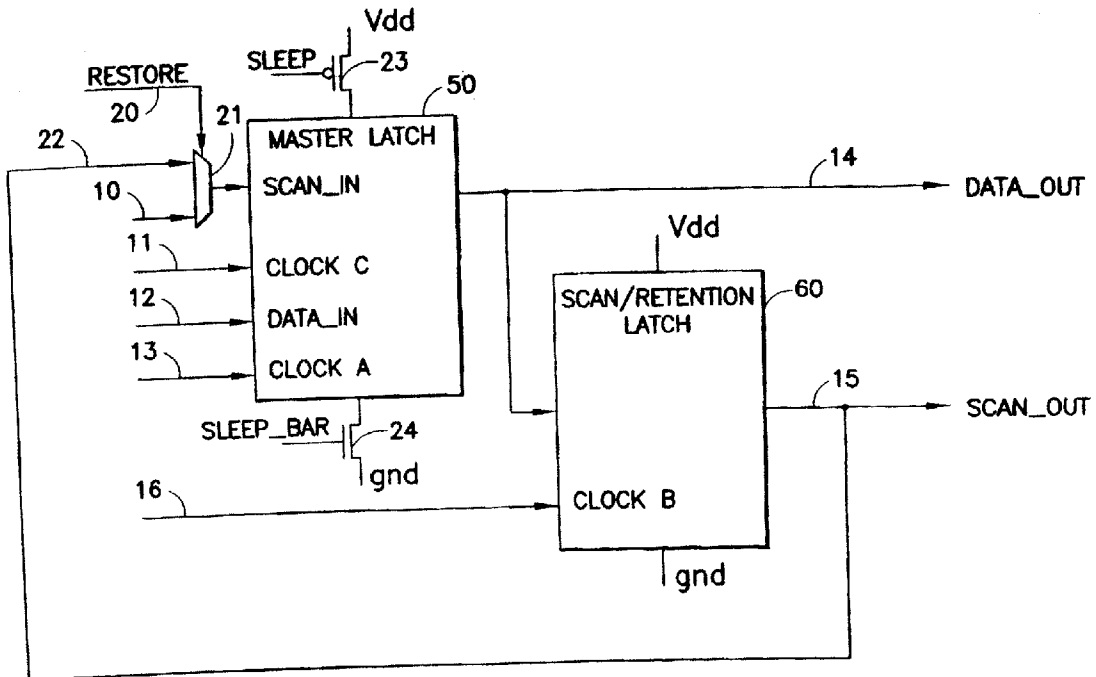 Vdd
SLEEP
23
RESTORE
50
20
21
22
MASTER LATCH
10
SCAN_IN
14
DATA_OUT
11
CLOCK C
Vdd
12
DATA_IN
SCAN/RETENTION
LATCH
60
13
CLOCK A
15
SCAN_OUT
SLEEP_BAR
24
gnd
16
CLOCK B
gnd